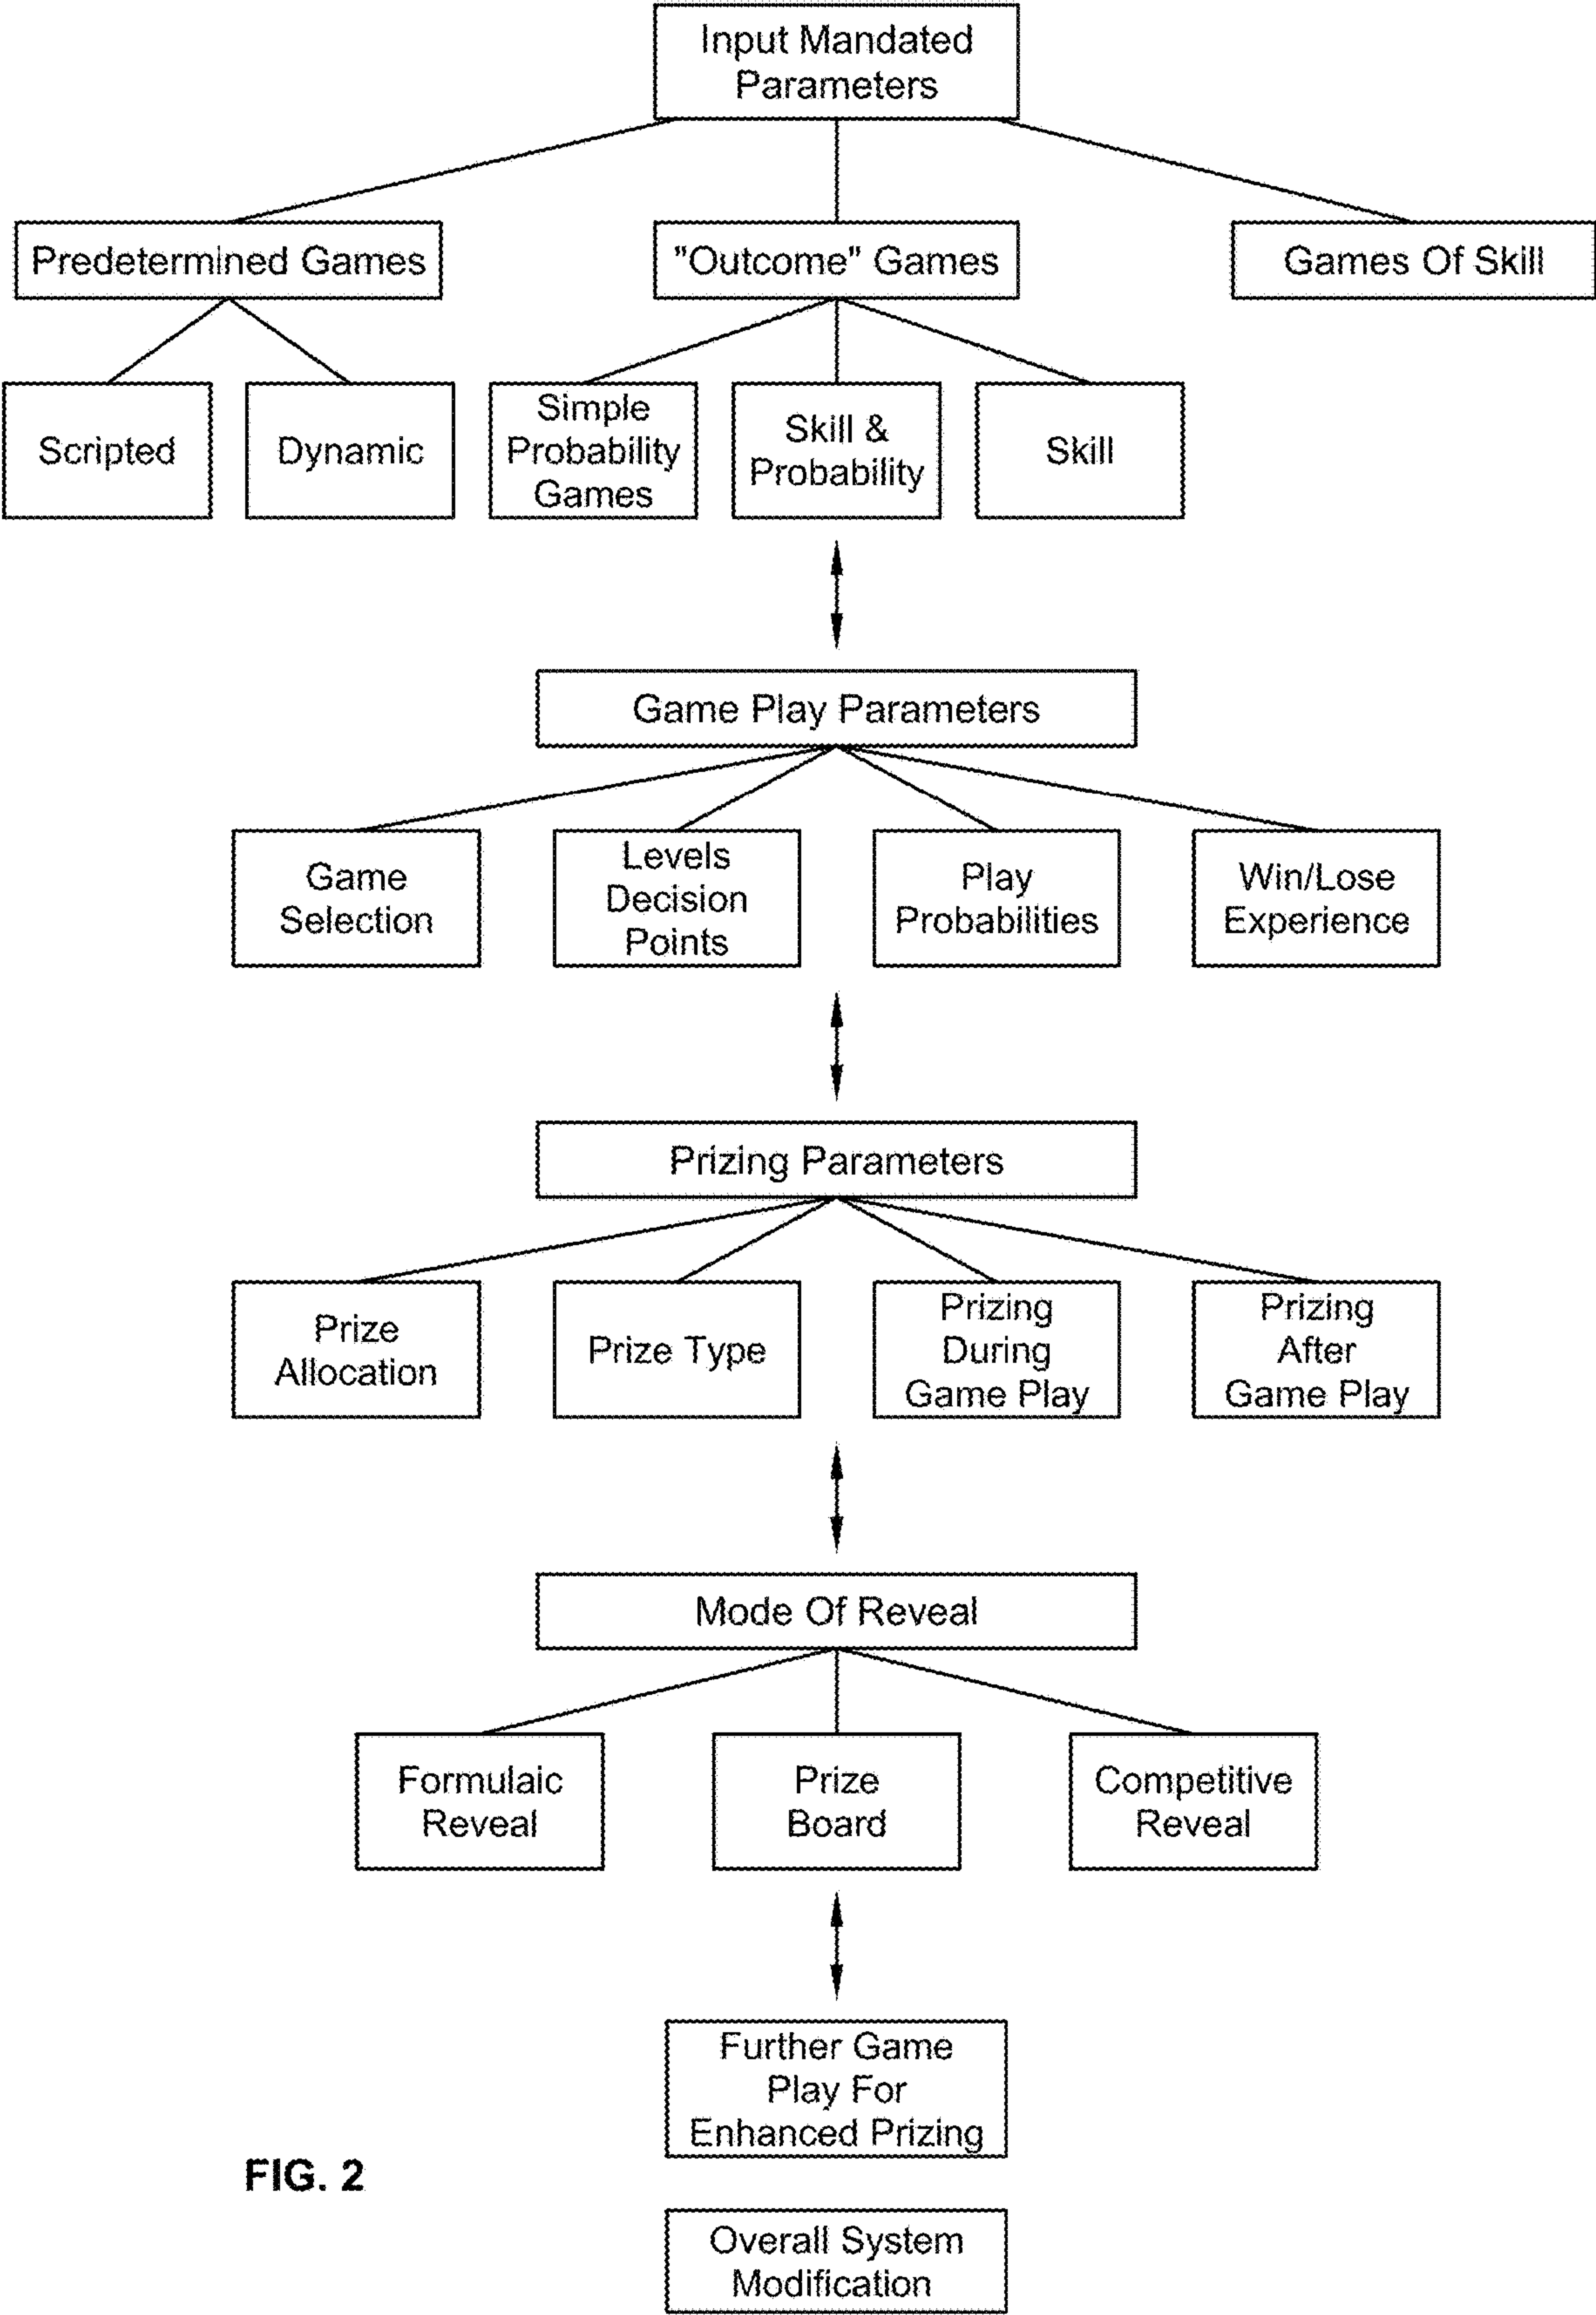 Input Mandated
Parameters
Predetermined Games
"Outcome" Games
Games Of Skill
Scripted
Dynamic
Simple
Probability
Games
Skill &
Probability
Skill
Game Play Parameters
Game
Selection
Levels
Decision
Points
Play
Probabilities
Win/Lose
Experience
Prizing Parameters
Prize
Allocation
Prize Type
Prizing
During
Game Play
Prizing
After
Game Play
Mode Of Reveal
Formulaic
Reveal
Prize
Board
Competitive
Reveal
Further Game
Play For
Enhanced Prizing
FIG. 2
Overall System
Modification